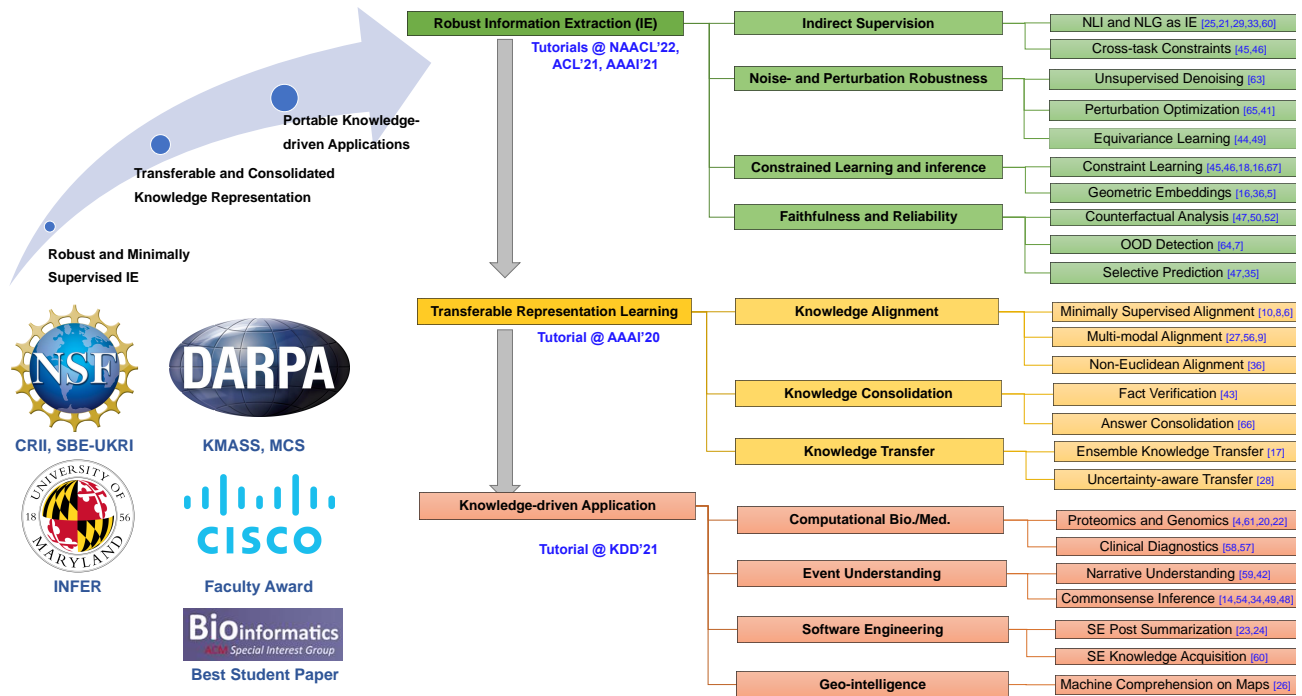 Robust Information Extraction (IE)
Tutorials @ NAACL'22,
ACL'21, AAAI'21
Indirect Supervision
NLI and NLG as IE [25,21,29,33,60]
Cross-task Constraints [45,46]
Noise- and Perturbation Robustness
Unsupervised Denoising [63]
Perturbation Optimization [65,41]
Equivariance Learning [44,49]
Constrained Learning and inference
Constraint Learning [45,46,18,16,67]
Geometric Embeddings [16,36,5]
Faithfulness and Reliability
Counterfactual Analysis [47,50,52]
OOD Detection [64,7]
Selective Prediction [47,35]
Portable Knowledge-
driven Applications
Transferable and Consolidated
Knowledge Representation
Robust and Minimally
Supervised IE
Transferable Representation Learning
Tutorial @ AAAI'20
Knowledge Alignment
Minimally Supervised Alignment [10,8,6]
Multi-modal Alignment [27,56,9]
Non-Euclidean Alignment [36]
Knowledge Consolidation
Fact Verification [43]
Answer Consolidation [66]
Knowledge Transfer
Ensemble Knowledge Transfer [17]
Uncertainty-aware Transfer [28]
NSF
CRII, SBE-UKRI
DARPA
KMASS, MCS
UNIVERSITY OF
18 56
MARYLAND
INFER
CISCO
Faculty Award
Bioinformatics
ACM Special Interest Group
Best Student Paper
Knowledge-driven Application
Tutorial @ KDD'21
Computational Bio./Med.
Proteomics and Genomics [4,61,20,22]
Clinical Diagnostics [58,57]
Event Understanding
Narrative Understanding [59,42]
Commonsense Inference [14,54,34,49,48]
Software Engineering
SE Post Summarization [23,24]
SE Knowledge Acquisition [60]
Geo-intelligence
Machine Comprehension on Maps [26]